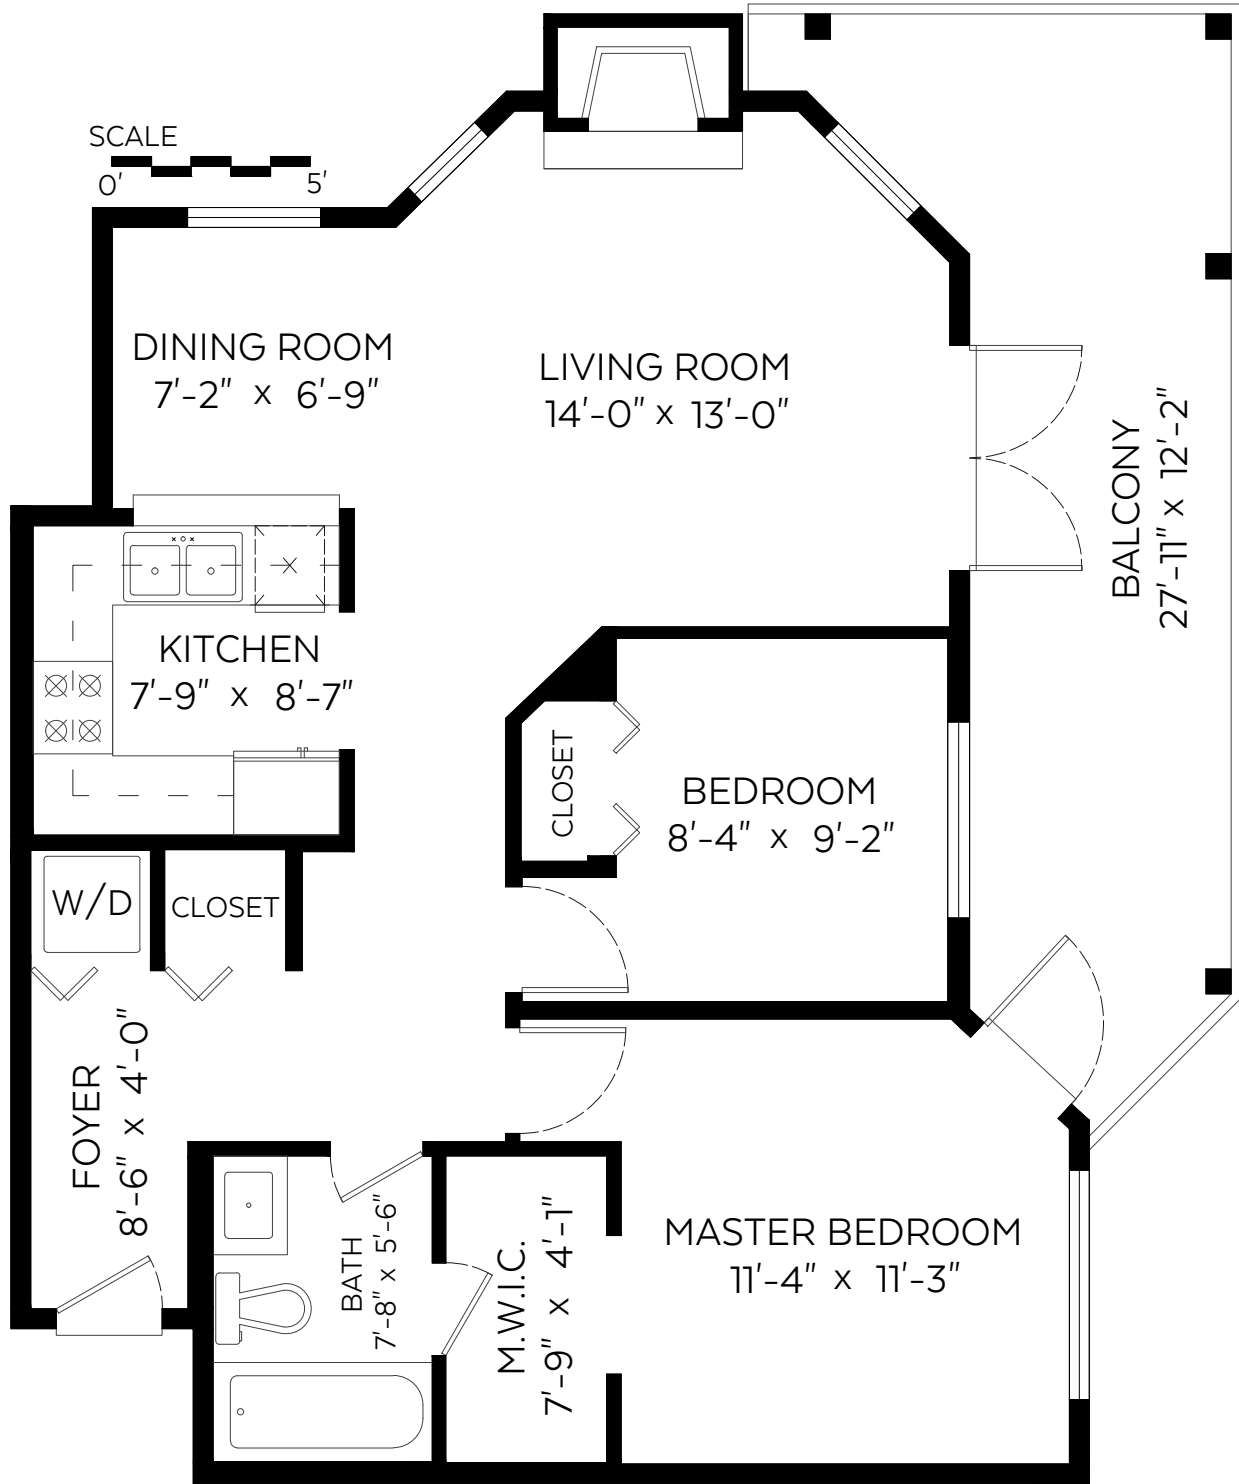 SCALE
0' 5'
DINING ROOM
7'-2" x 6'-9"
LIVING ROOM
14'-0" x 13'-0"
BALCONY
27'-11" x 12'-2"
KITCHEN
7'-9" x 8'-7"
CLOSET
BEDROOM
8'-4" x 9'-2"
W/D
CLOSET
FOYER
8'-6" x 4'-0"
BATH
7'-8" x 5'-6"
M.W.I.C.
7'-9" x 4'-1"
MASTER BEDROOM
11'-4" x 11'-3"